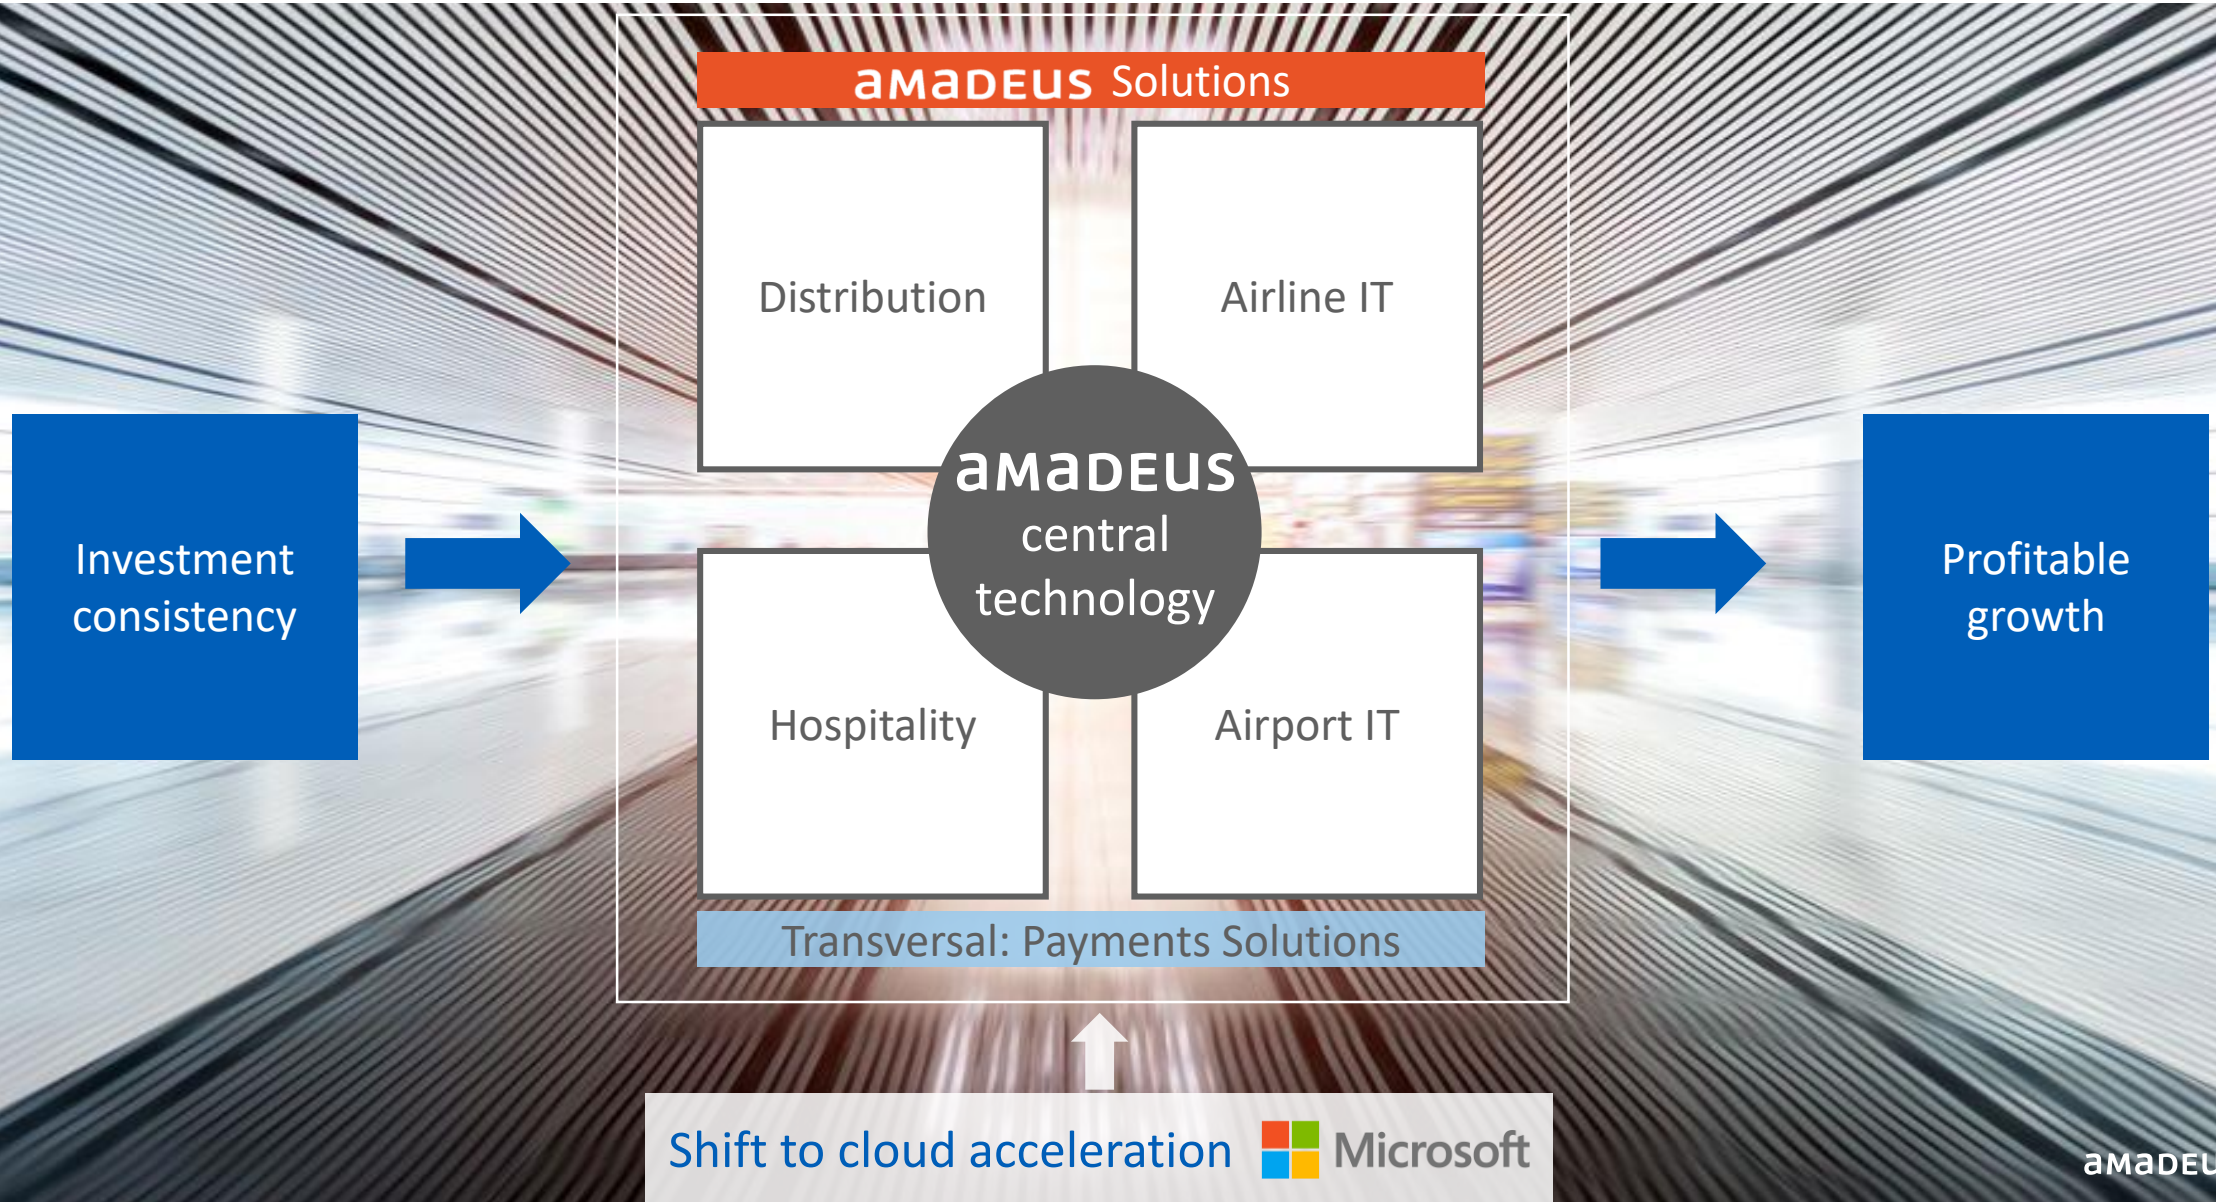 amadeus Solutions
Distribution
Airline IT
amadeus
central
technology
Investment
consistency
Profitable
growth
Hospitality
Airport IT
Transversal: Payments Solutions
Shift to cloud acceleration Microsoft
amadeu